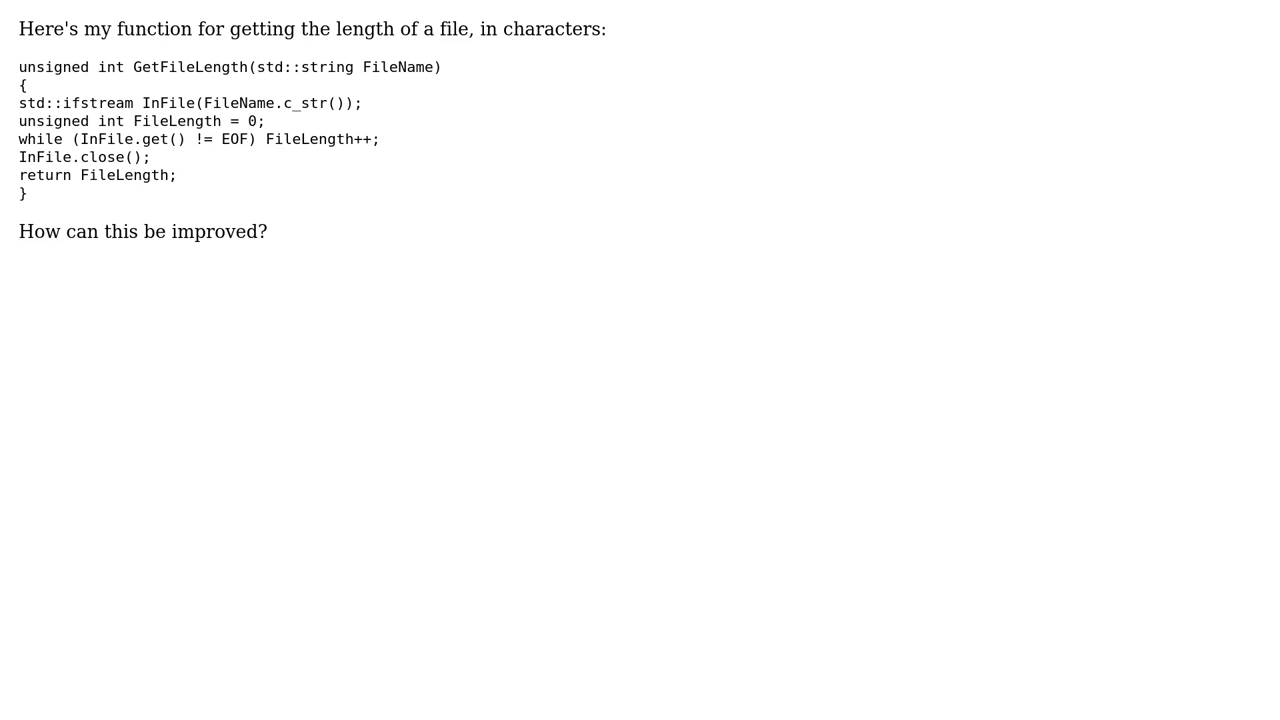 Here's my function for getting the length of a file, in characters:
unsigned int GetFileLength(std::string FileName)
{
std::ifstream InFile(FileName.c_str());
unsigned int FileLength = 0;
while (InFile.get() != EOF) FileLength++;
InFile.close();
return FileLength;
}
How can this be improved?